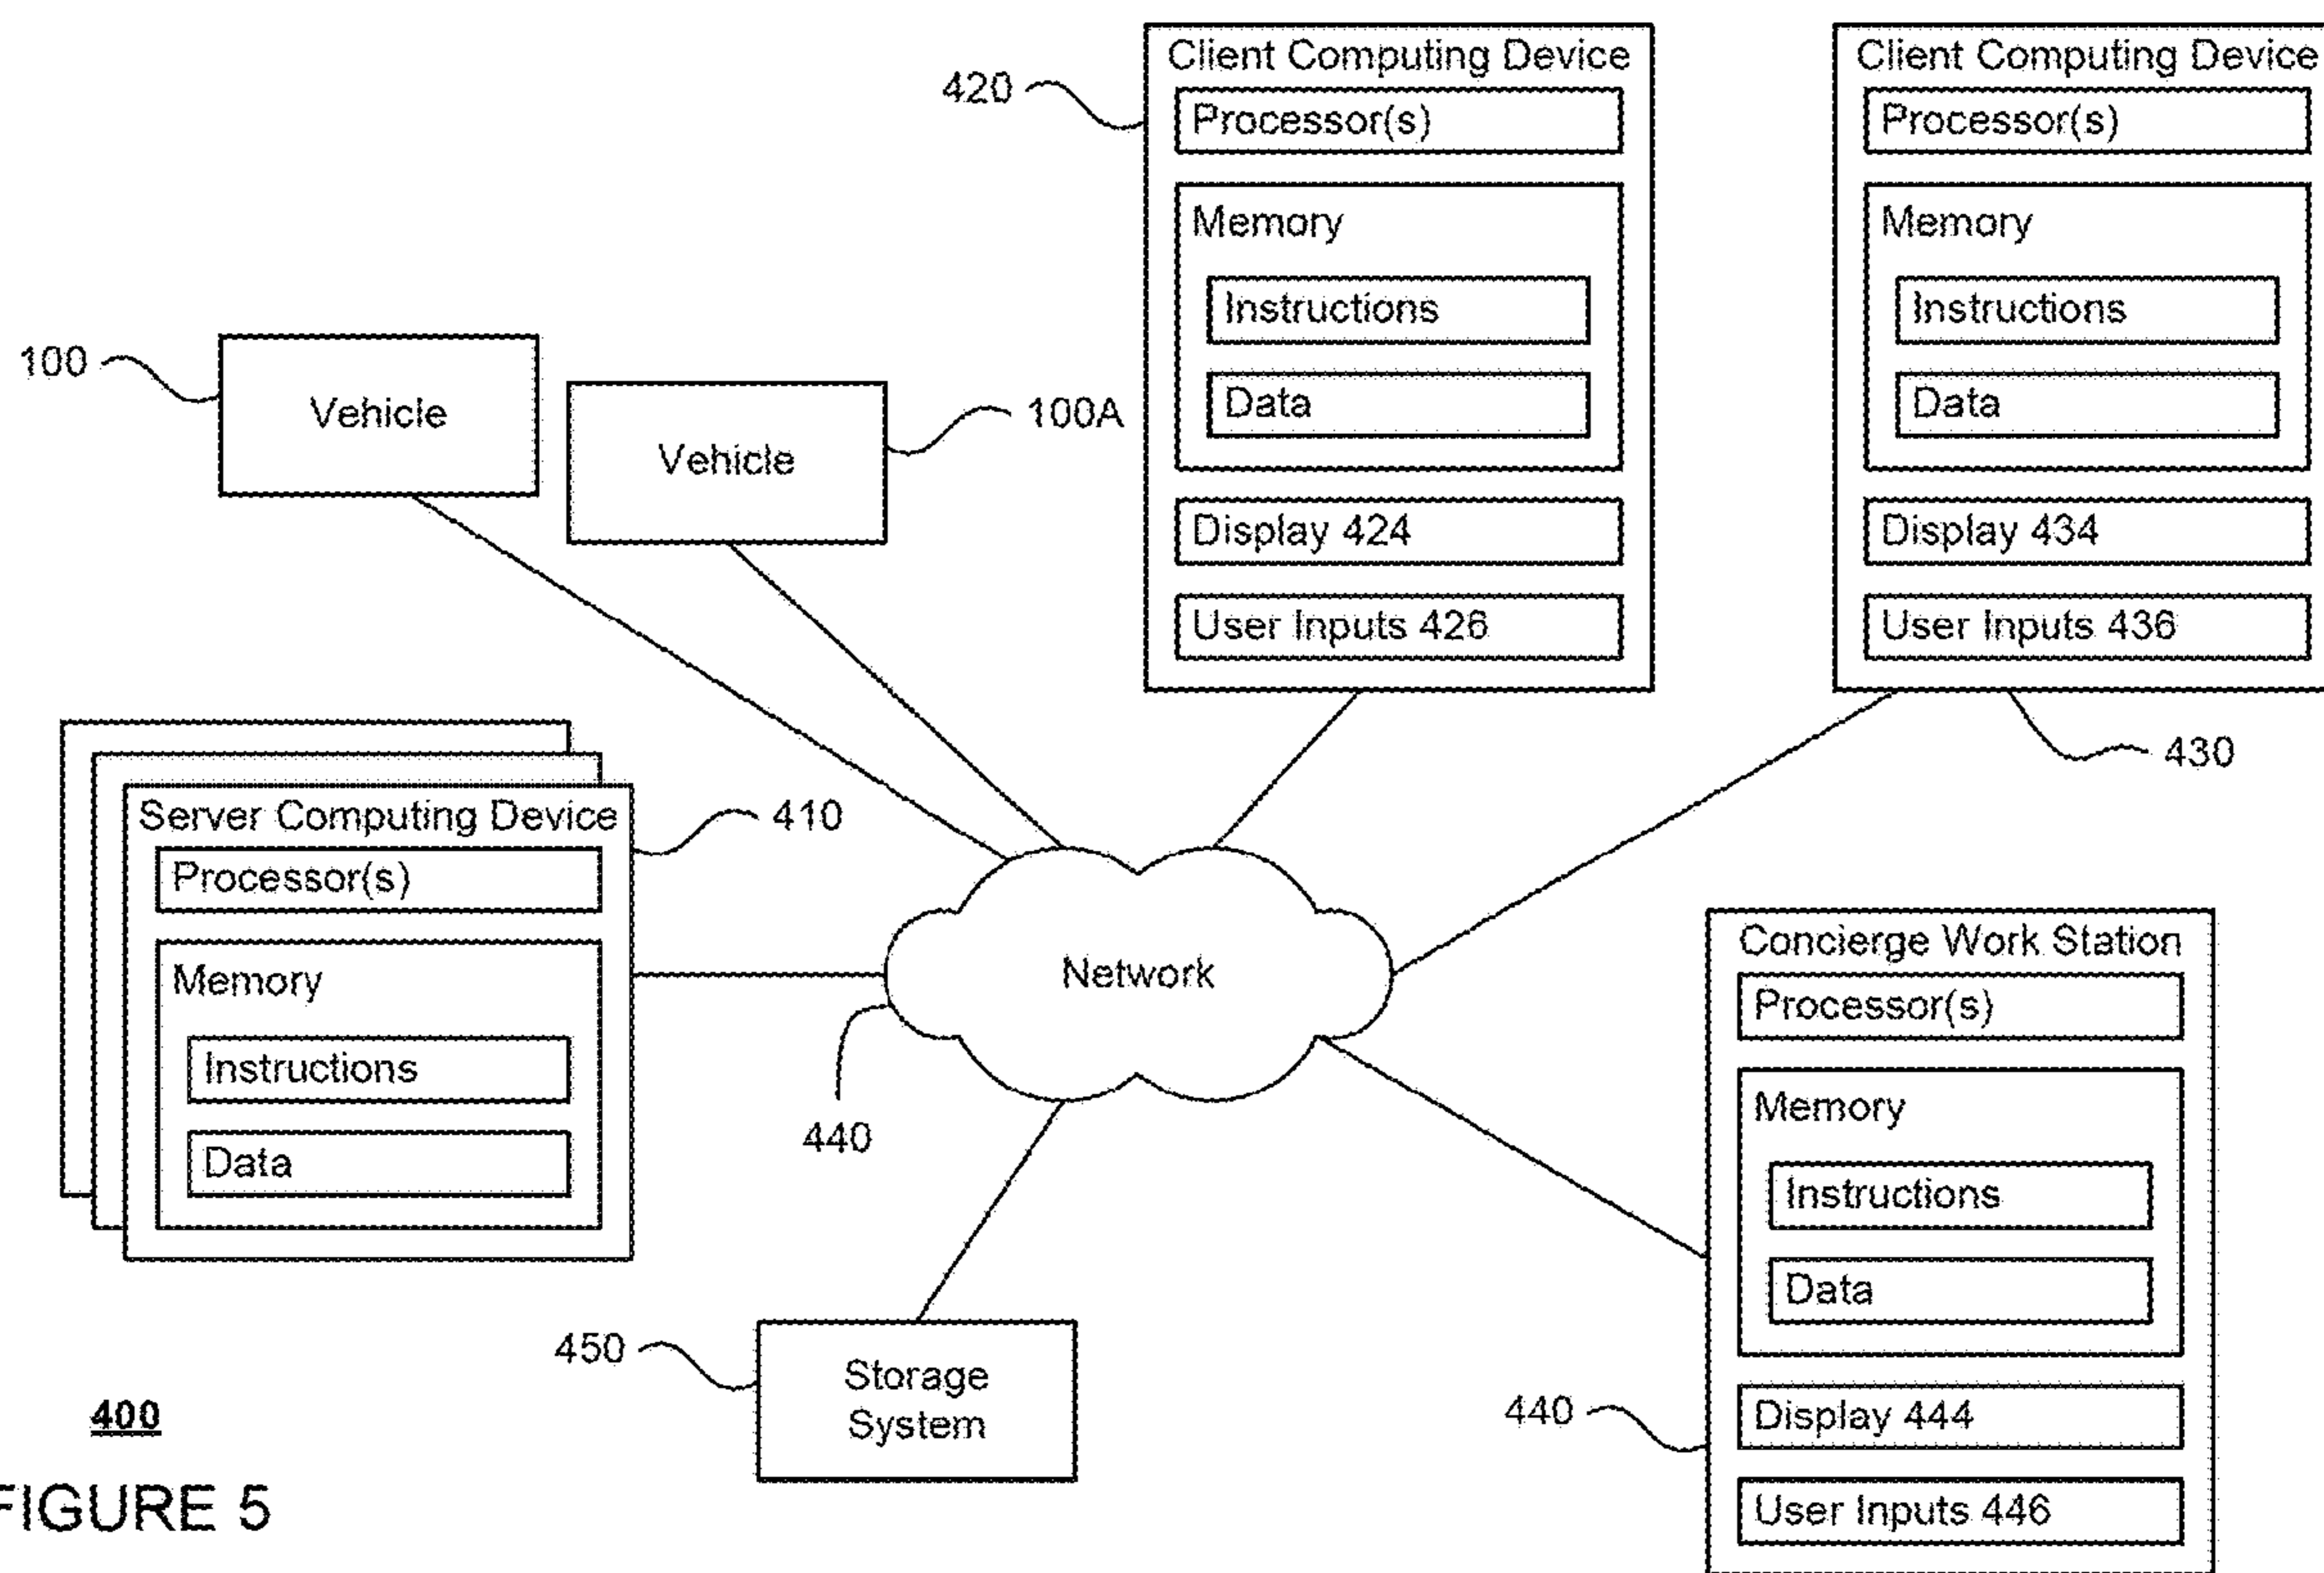 Client Computing Device
420
Processor(s)
Memory
Instructions
Data
Display 424
User Inputs 426
Client Computing Device
Processor(s)
Memory
Instructions
Data
Display 434
User Inputs 436
430
100
Vehicle
Vehicle
100A
Server Computing Device
410
Processor(s)
Memory
Instructions
Data
Network
440
Concierge Work Station
Processor(s)
Memory
Instructions
Data
Display 444
User Inputs 446
440
450
Storage
System
400
FIGURE 5